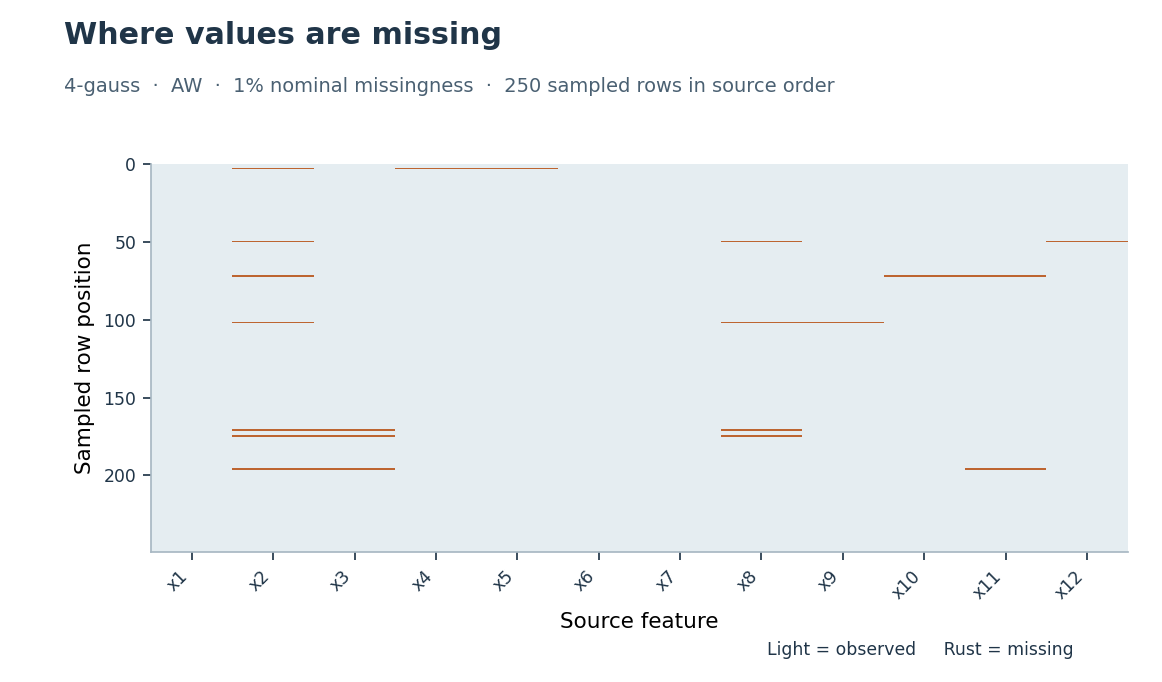 Where values are missing
4-gauss · AW · 1% nominal missingness · 250 sampled rows in source order
0
50
100
150
200
Sampled row position
x1 x2 x3 x4 x5 x6 x7 x8 x9 x10 x11 x12
Source feature
Light = observed Rust = missing